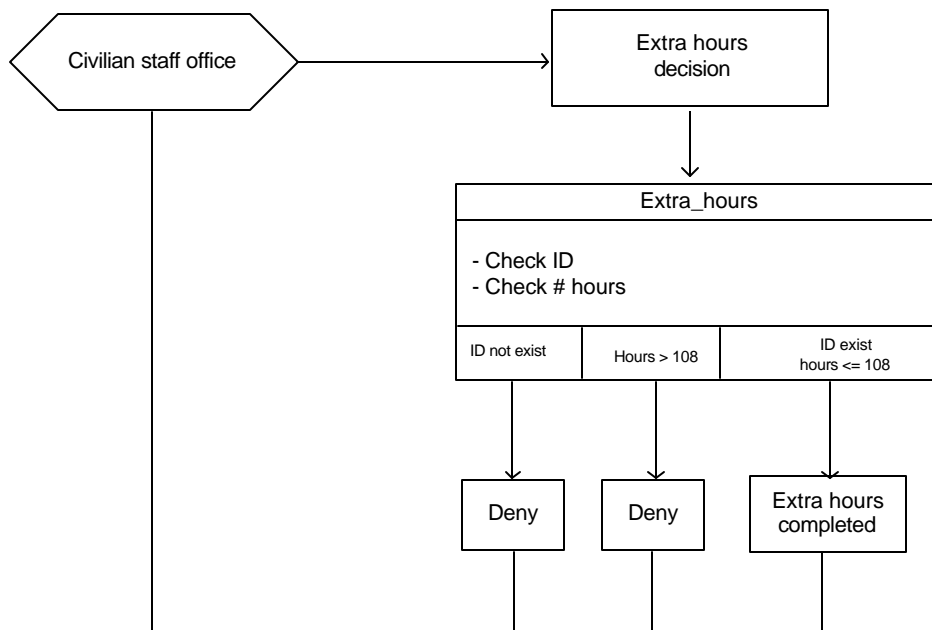 Civilian staff office
Extra hours
decision
Extra_hours
- Check ID
- Check # hours
ID not exist
Hours > 108
ID exist
hours <= 108
Deny
Deny
Extra hours
completed